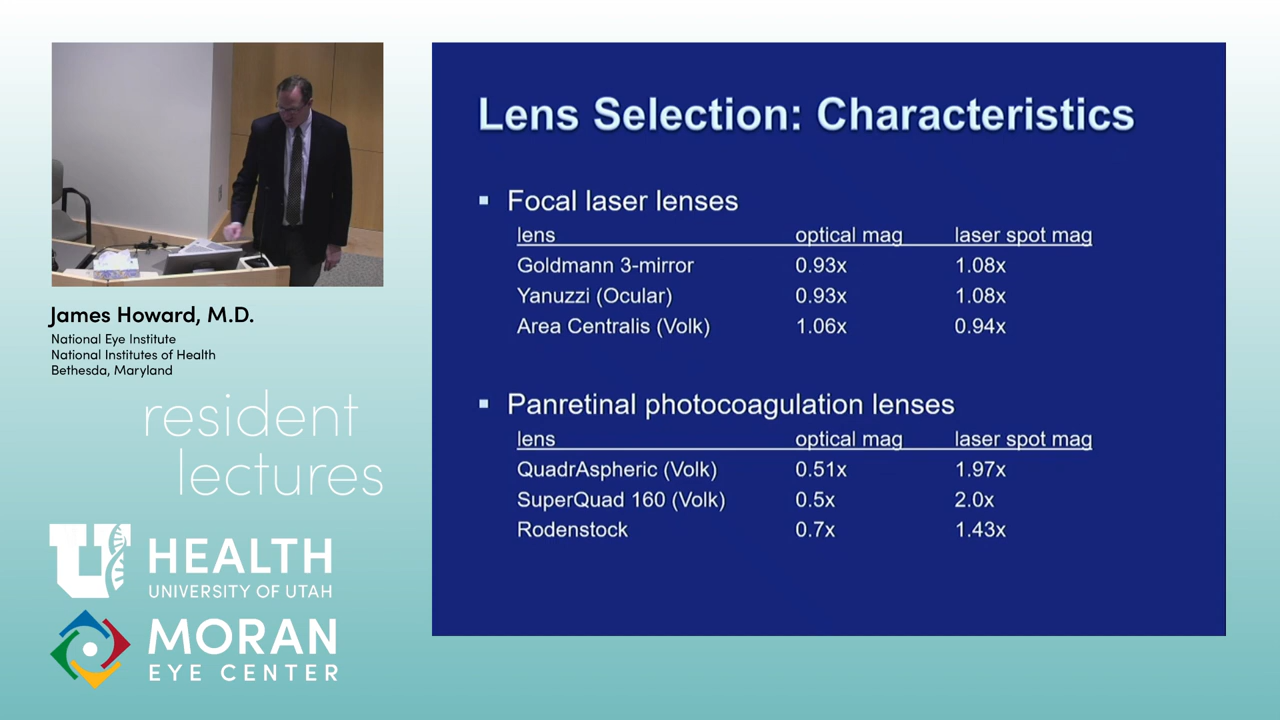 Lens Selection: Characteristics
▪ Focal laser lenses
lens optical mag laser spot mag
Goldmann 3-mirror 0.93x 1.08x
Yanuzzi (Ocular) 0.93x 1.08x
Area Centralis (Volk) 1.06x 0.94x
▪ Panretinal photocoagulation lenses
lens optical mag laser spot mag
QuadrAspheric (Volk) 0.51x 1.97x
SuperQuad 160 (Volk) 0.5x 2.0x
Rodenstock 0.7x 1.43x
James Howard, M.D.
National Eye Institute
National Institutes of Health
Bethesda, Maryland
resident
lectures
U HEALTH
UNIVERSITY OF UTAH
MORAN
EYE CENTER